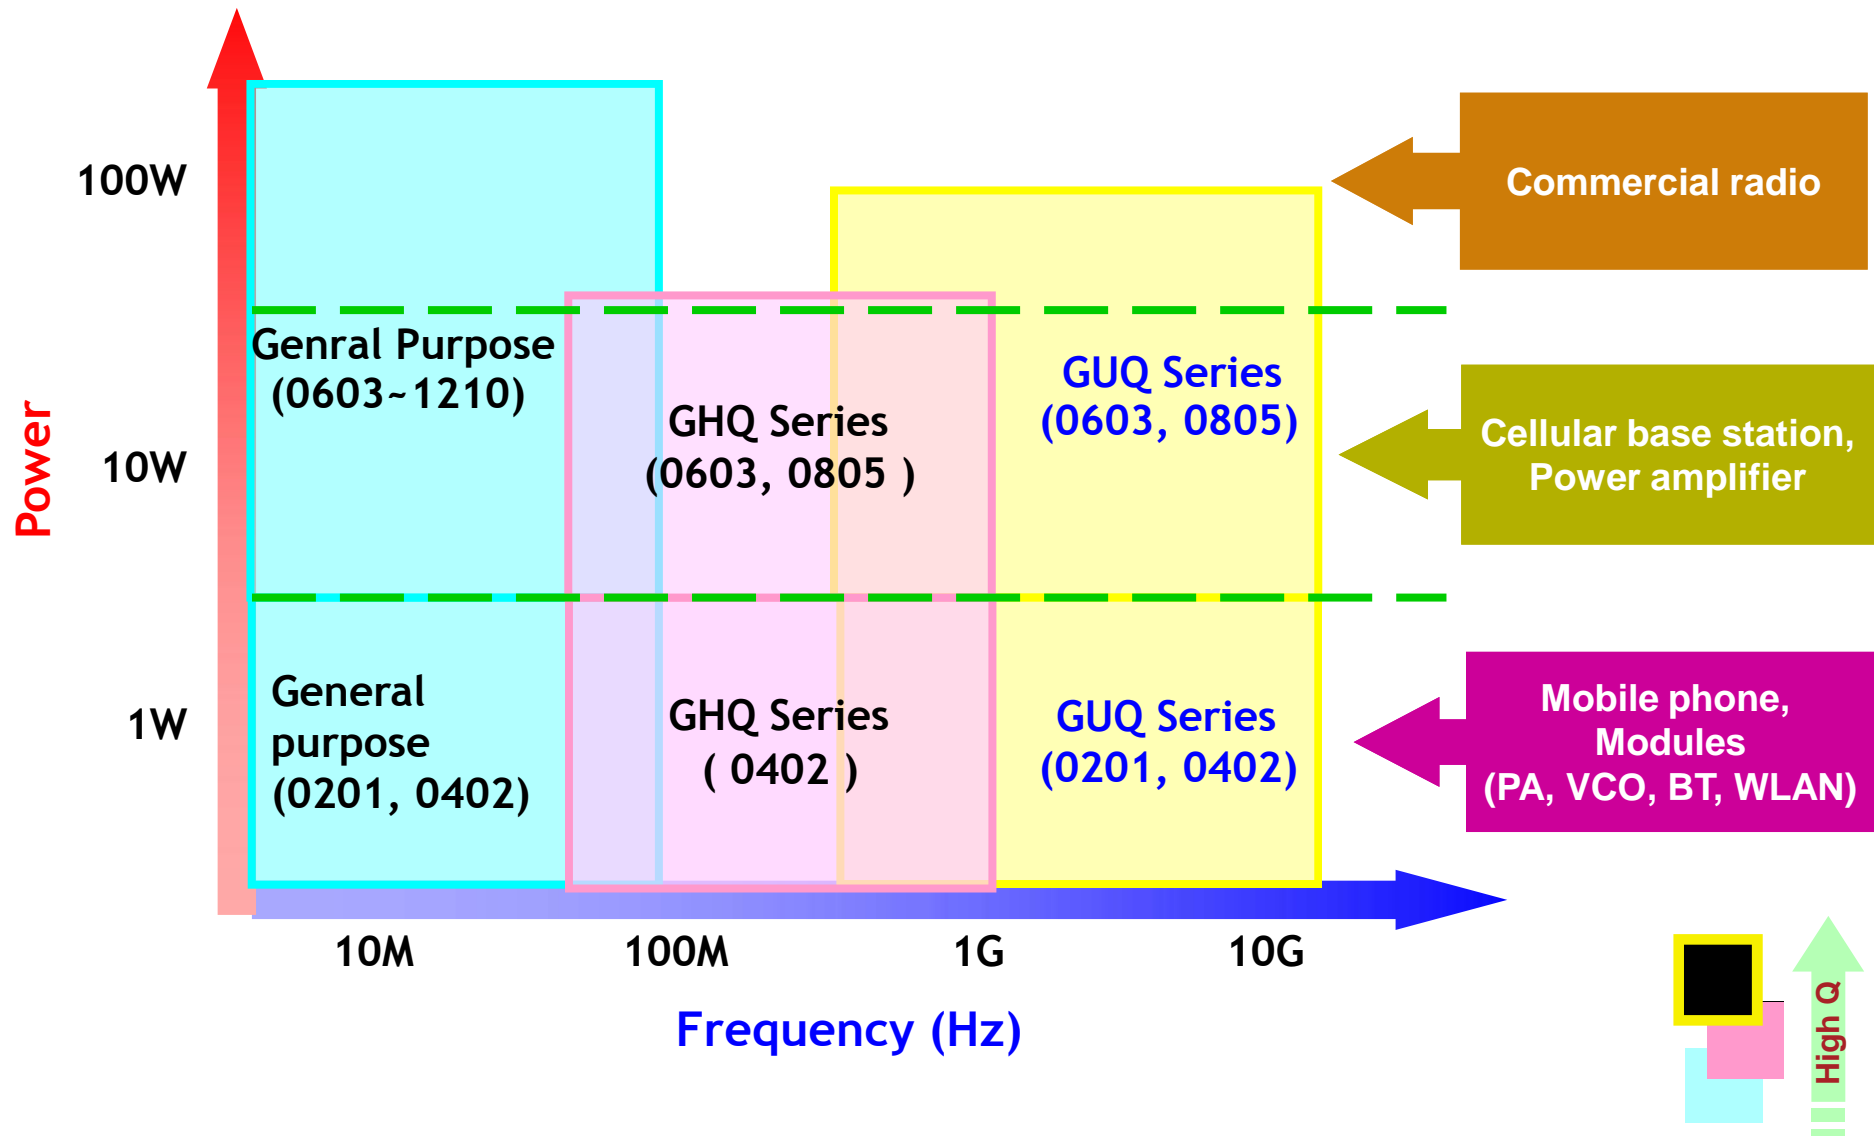 100W
10W
1W
Power
Genral Purpose
(0603~1210)
GHQ Series
(0603, 0805 )
GUQ Series
(0603, 0805)
General
purpose
(0201, 0402)
GHQ Series
( 0402 )
GUQ Series
(0201, 0402)
Commercial radio
Cellular base station,
Power amplifier
Mobile phone,
Modules
(PA, VCO, BT, WLAN)
10M
100M
1G
10G
Frequency (Hz)
High Q